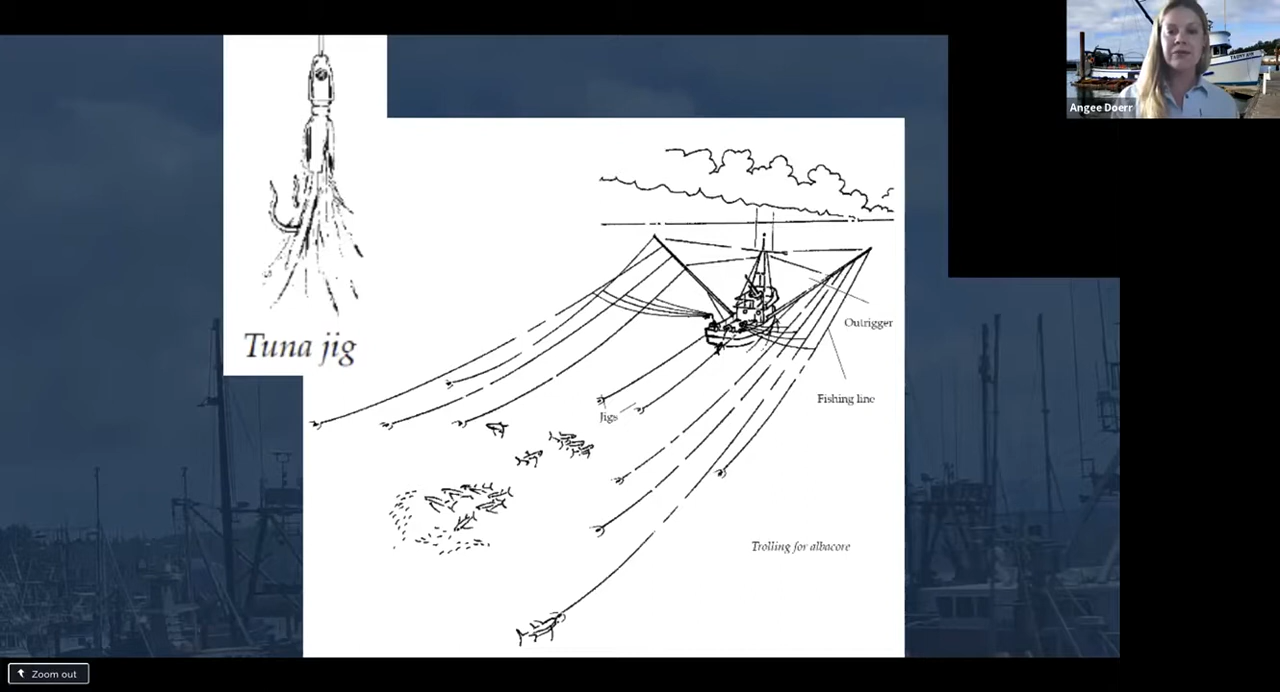 Angee Doerr
Tuna jig
Outrigger
Fishing line
Jigs
Trolling for albacore
Zoom out